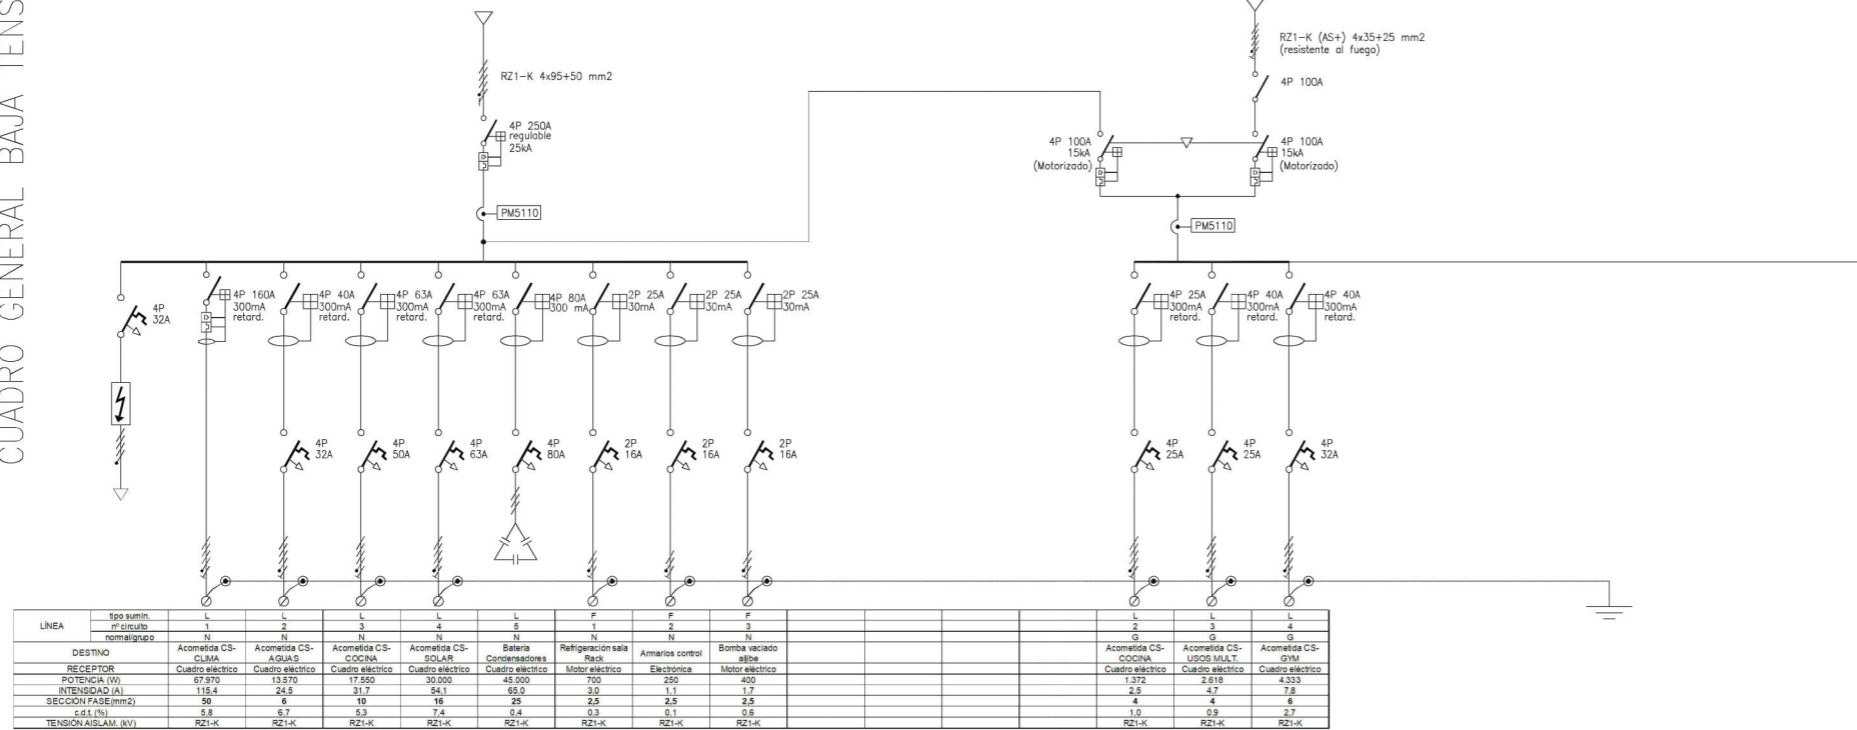 CUADRO GENERAL BAJA TENS
RZ1-K 4x95+50 mm2
4P 250A
regulable
25kA
PM5110
RZ1-K (AS+) 4x35+25 mm2
(resistente al fuego)
4P 100A
4P 100A
15kA
(Motorizado)
4P 100A
15kA
(Motorizado)
PM5110
4P
32A
4P 160A
300mA
retard.
4P 40A
300mA
retard.
4P 63A
300mA
retard.
4P 63A
300mA
retard.
4P 80A
300 mA
2P 25A
30mA
2P 25A
30mA
2P 25A
30mA
4P 25A
300mA
retard.
4P 40A
300mA
retard.
4P 40A
300mA
retard.
4P
32A
4P
50A
4P
63A
4P
80A
2P
16A
2P
16A
2P
16A
4P
25A
4P
25A
4P
32A
LÍNEA
tipo sumin. L L L L L F F F L L L
nº circuito 1 2 3 4 5 1 2 3 2 3 4
normal/grupo N N N N N N N N G G G
DESTINO Acometida CS-CLIMA Acometida CS-AGUAS Acometida CS-COCINA Acometida CS-SOLAR Batería Condensadores Refrigeración sala Rack Armarios control Bomba vaciado aljibe Acometida CS-COCINA Acometida CS-USOS MULT. Acometida CS-GYM
RECEPTOR Cuadro eléctrico Cuadro eléctrico Cuadro eléctrico Cuadro eléctrico Cuadro eléctrico Motor eléctrico Electrónica Motor eléctrico Cuadro eléctrico Cuadro eléctrico Cuadro eléctrico
POTENCIA (W) 67.970 13.570 17.550 30.000 45.000 700 250 400 1.372 2.618 4.333
INTENSIDAD (A) 115,4 24,5 31,7 54,1 65,0 3,0 1,1 1,7 2,5 4,7 7,8
SECCIÓN FASE(mm2) 50 6 10 16 25 2,5 2,5 2,5 4 4 6
c.d.t. (%) 5,8 6,7 5,3 7,4 0,4 0,3 0,1 0,6 1,0 0,9 2,7
TENSIÓN AISLAM. (kV) RZ1-K RZ1-K RZ1-K RZ1-K RZ1-K RZ1-K RZ1-K RZ1-K RZ1-K RZ1-K RZ1-K